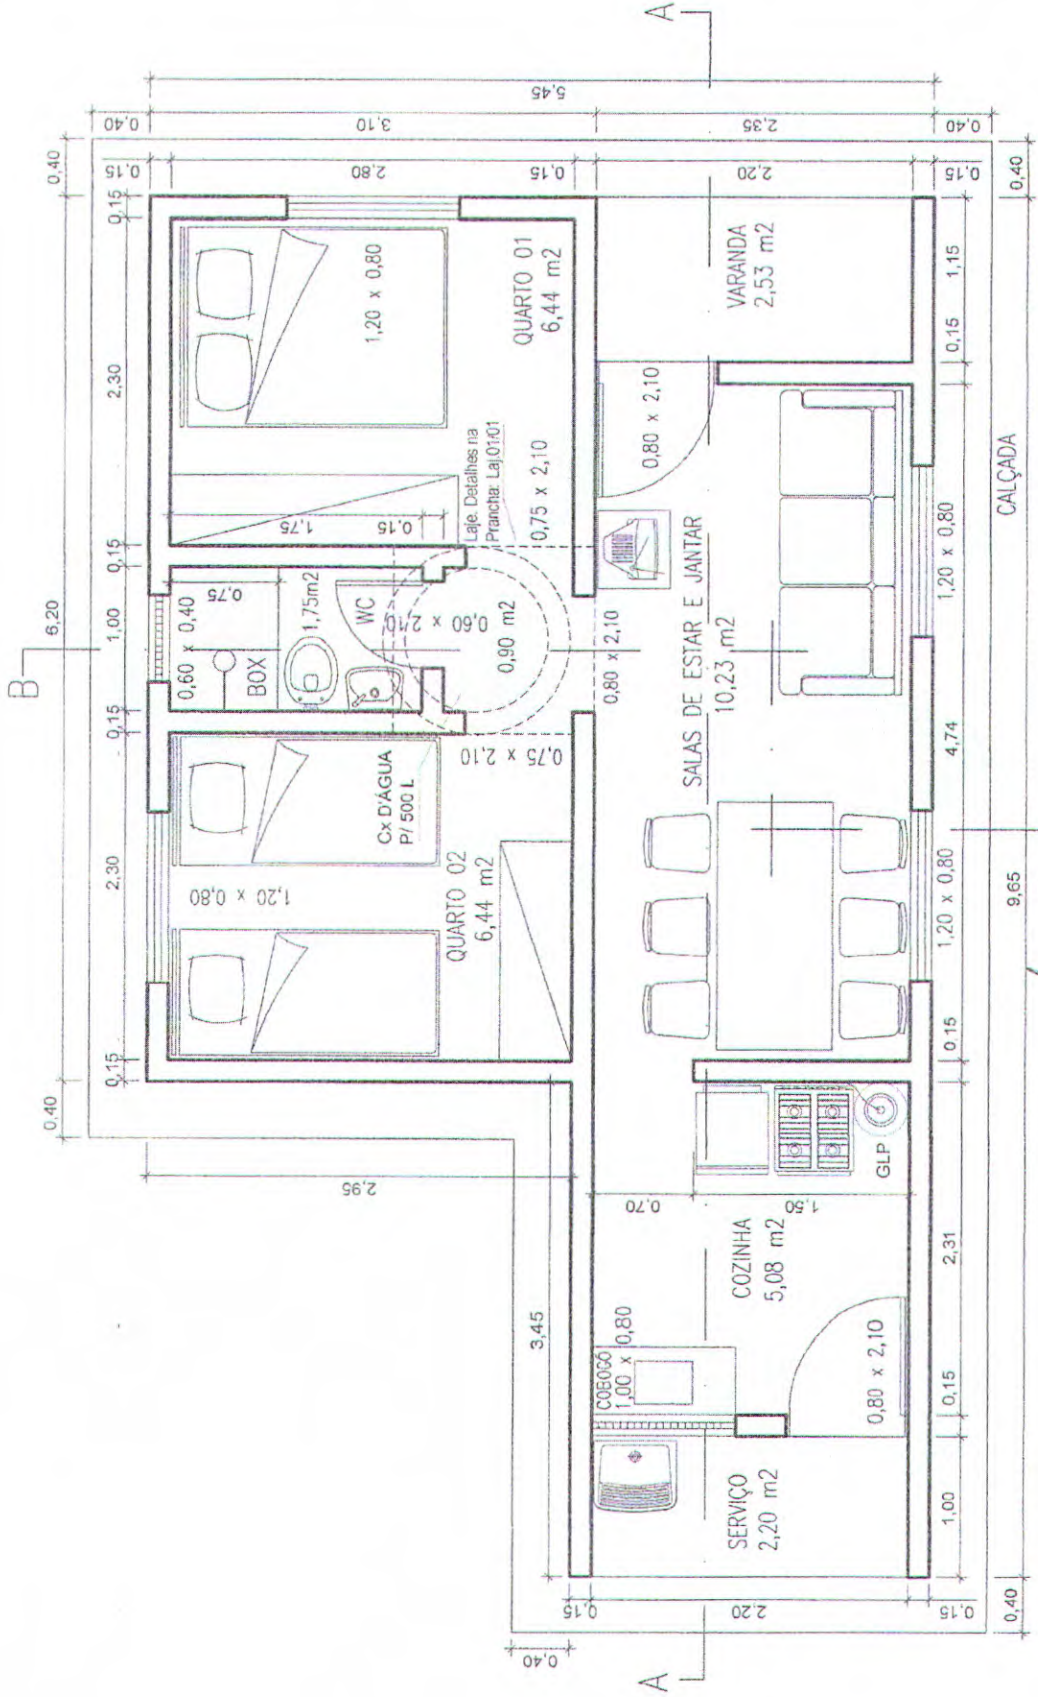 B
A
6,20
0,40
0,40
0,15
2,30
0,15
1,00
0,15
2,30
0,15
0,40
0,15
2,80
0,15
2,20
0,15
0,40
3,10
2,35
0,40
5,45
1,20 x 0,80
QUARTO 01
6,44 m2
Laje. Detalhes na
Prancha: Laj.01/01
0,75 x 2,10
1,75
0,15
0,60 x 0,40
0,75
BOX
1,75m2
WC
0,60 x 2,10
0,90 m2
0,80 x 2,10
Cx D'ÁGUA
P/ 500 L
0,75 x 2,10
1,20 x 0,80
QUARTO 02
6,44 m2
VARANDA
2,53 m2
0,80 x 2,10
SALAS DE ESTAR E JANTAR
10,23 m2
2,95
3,45
0,70
1,50
GLP
COZINHA
5,08 m2
COBOGÓ
1,00 x 0,80
0,80 x 2,10
SERVIÇO
2,20 m2
0,15
2,20
0,15
0,40
1,00
0,15
2,31
0,15
1,20 x 0,80
4,74
1,20 x 0,80
0,15
1,15
CALÇADA
0,40
9,65
0,40
A